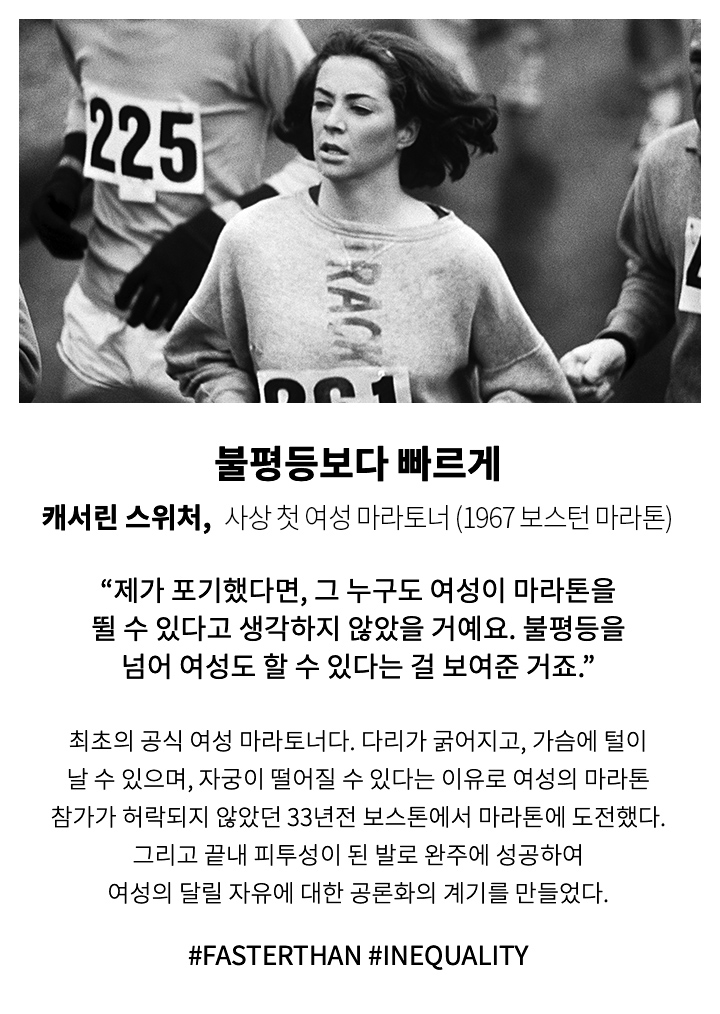 225
TRACK
261
4
불평등보다 빠르게
캐서린 스위처, 사상 첫 여성 마라토너 (1967 보스턴 마라톤)
“제가 포기했다면, 그 누구도 여성이 마라톤을
뛸 수 있다고 생각하지 않았을 거예요. 불평등을
넘어 여성도 할 수 있다는 걸 보여준 거죠.”
최초의 공식 여성 마라토너다. 다리가 굵어지고, 가슴에 털이
날 수 있으며, 자궁이 떨어질 수 있다는 이유로 여성의 마라톤
참가가 허락되지 않았던 33년전 보스톤에서 마라톤에 도전했다.
그리고 끝내 피투성이 된 발로 완주에 성공하여
여성의 달릴 자유에 대한 공론화의 계기를 만들었다.
#FASTERTHAN #INEQUALITY